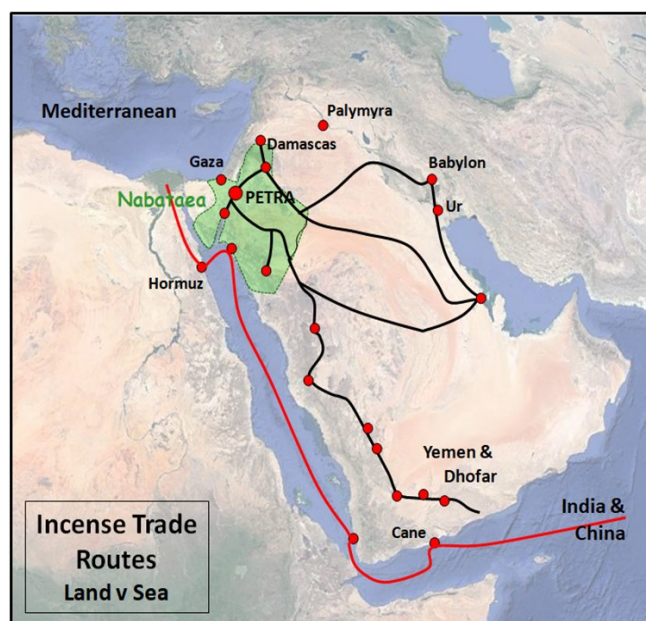 Mediterranean
Palymyra
Damascas
Gaza
Babylon
Nabataea
PETRA
Ur
Hormuz
Yemen &
Dhofar
India &
China
Cane
Incense Trade
Routes
Land v Sea